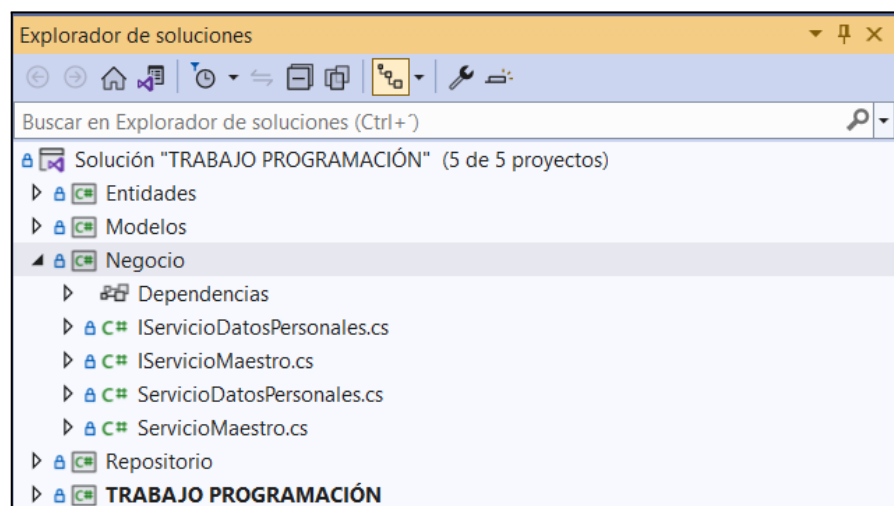 Explorador de soluciones
Buscar en Explorador de soluciones (Ctrl+´)
Solución "TRABAJO PROGRAMACIÓN" (5 de 5 proyectos)
C# Entidades
C# Modelos
C# Negocio
Dependencias
C# IServicioDatosPersonales.cs
C# IServicioMaestro.cs
C# ServicioDatosPersonales.cs
C# ServicioMaestro.cs
C# Repositorio
C# TRABAJO PROGRAMACIÓN